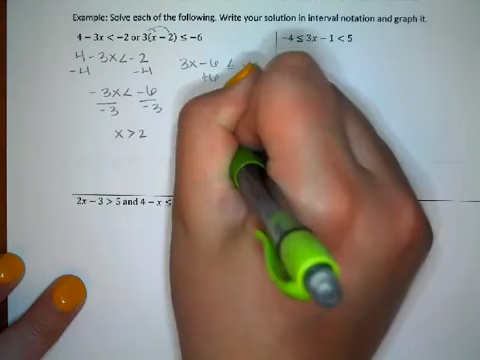 Example: Solve each of the following. Write your solution in interval notation and graph it.
4 − 3x < −2 or 3(x − 2) ≤ −6
−4 ≤ 3x − 1 < 5
4 - 3x < - 2
-4 -4
3x - 6 ≤
+6
- 3x < - 6
-3 -3
x > 2
2x − 3 > 5 and 4 − x ≤